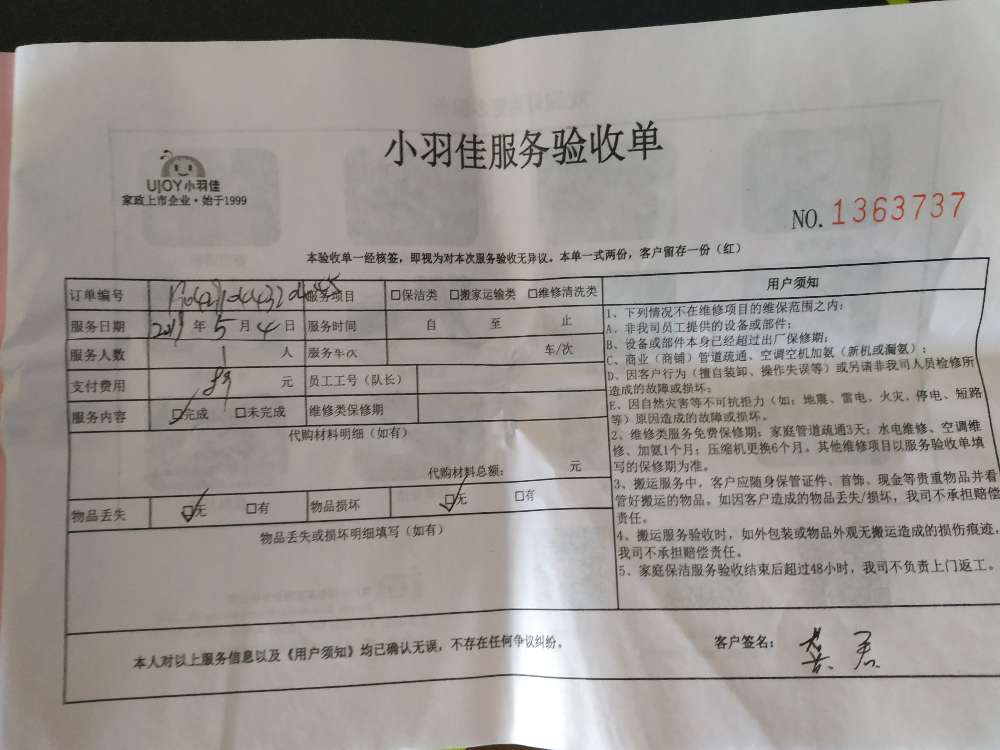 小羽佳服务验收单
UJOY小羽佳
家政上市企业·始于1999
NO. 1363737
本验收单一经核签，即视为对本次服务验收无异议。本单一式两份，客户留存一份（红）
订单编号 服务项目 □保洁类 □搬家运输类 □维修清洗类
服务日期 2019年5月4日 服务时间 自 至 止
服务人数 1 人 服务车次 车/次
支付费用 元 员工工号（队长）
服务内容 □完成 □未完成 维修类保修期
代购材料明细（如有）
代购材料总额： 元
物品丢失 □无 □有 物品损坏 □无 □有
物品丢失或损坏明细填写（如有）
用户须知
1、下列情况不在维修项目的维保范围之内：
A、非我司员工提供的设备或部件；
B、设备或部件本身已经超过出厂保修期；
C、商业（商铺）管道疏通、空调空机加氨（新机或漏氨）；
D、因客户行为（擅自装卸、操作失误等）或另请非我司人员检修所
造成的故障或损坏；
E、因自然灾害等不可抗拒力（如：地震、雷电、火灾、停电、短路
等）原因造成的故障或损坏。
2、维修类服务免费保修期：家庭管道疏通3天；水电维修、空调维
修、加氨1个月；压缩机更换6个月。其他维修项目以服务验收单填
写的保修期为准。
3、搬运服务中，客户应随身保管证件、首饰、现金等贵重物品并看
管好搬运的物品。如因客户造成的物品丢失/损坏，我司不承担赔偿
责任。
4、搬运服务验收时，如外包装或物品外观无搬运造成的损伤痕迹，
我司不承担赔偿责任。
5、家庭保洁服务验收结束后超过48小时，我司不负责上门返工。
本人对以上服务信息以及《用户须知》均已确认无误，不存在任何争议纠纷。
客户签名：